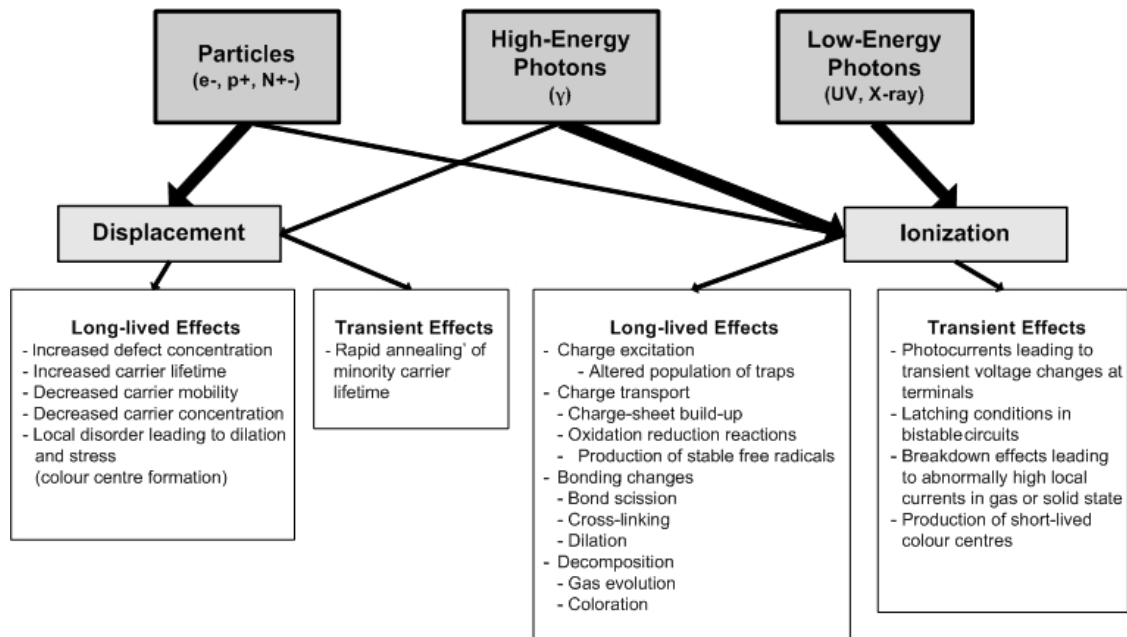 Particles
(e-, p+, N+-)
High-Energy
Photons
(γ)
Low-Energy
Photons
(UV, X-ray)
Displacement
Ionization
Long-lived Effects
- Increased defect concentration
- Increased carrier lifetime
- Decreased carrier mobility
- Decreased carrier concentration
- Local disorder leading to dilation
and stress
(colour centre formation)
Transient Effects
- Rapid annealing' of
minority carrier
lifetime
Long-lived Effects
- Charge excitation
- Altered population of traps
- Charge transport
- Charge-sheet build-up
- Oxidation reduction reactions
- Production of stable free radicals
- Bonding changes
- Bond scission
- Cross-linking
- Dilation
- Decomposition
- Gas evolution
- Coloration
Transient Effects
- Photocurrents leading to
transient voltage changes at
terminals
- Latching conditions in
bistable circuits
- Breakdown effects leading
to abnormally high local
currents in gas or solid state
- Production of short-lived
colour centres